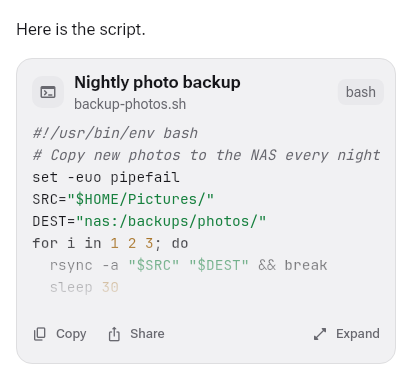 Here is the script.
Nightly photo backup
backup-photos.sh
bash
#!/usr/bin/env bash
# Copy new photos to the NAS every night
set -euo pipefail
SRC="$HOME/Pictures/"
DEST="nas:/backups/photos/"
for i in 1 2 3; do
  rsync -a "$SRC" "$DEST" && break
  sleep 30
Copy
Share
Expand